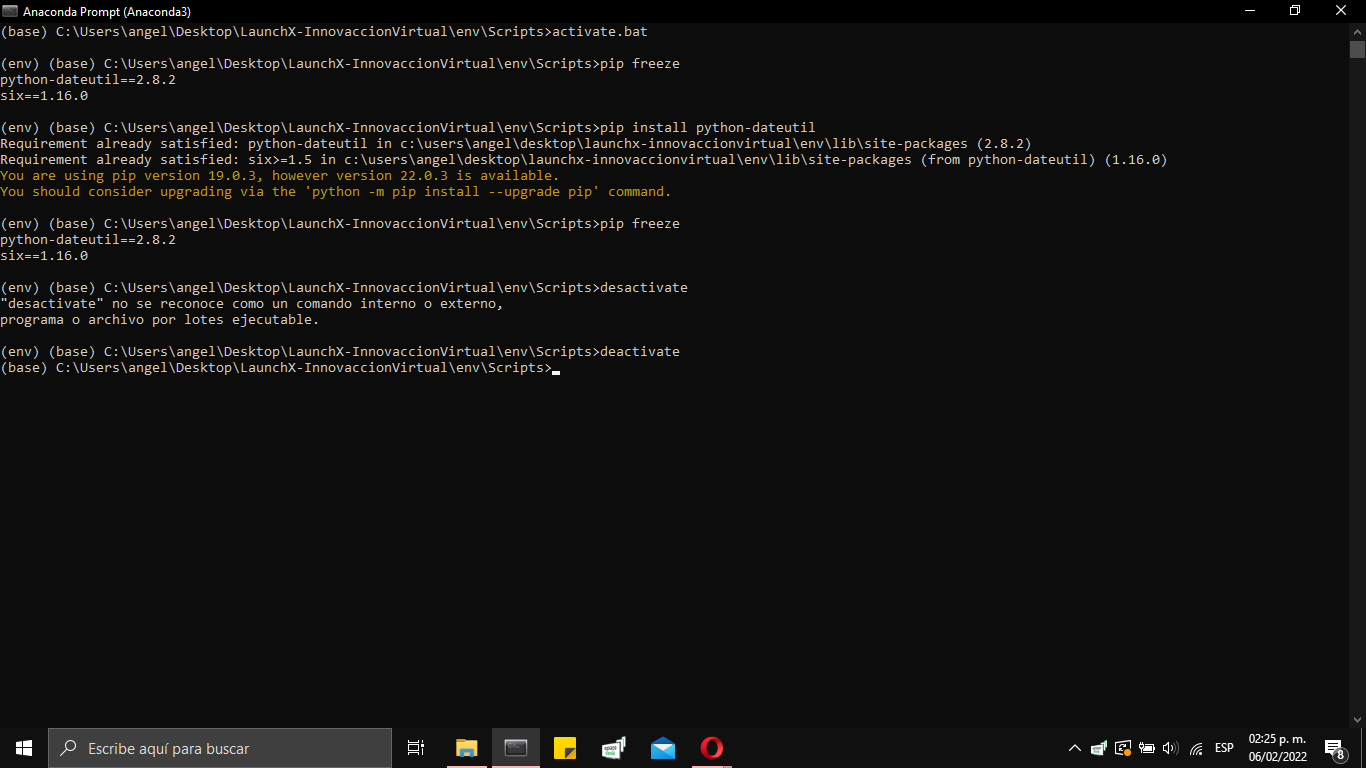 Anaconda Prompt (Anaconda3)
(base) C:\Users\angel\Desktop\LaunchX-InnovaccionVirtual\env\Scripts>activate.bat
(env) (base) C:\Users\angel\Desktop\LaunchX-InnovaccionVirtual\env\Scripts>pip freeze
python-dateutil==2.8.2
six==1.16.0
(env) (base) C:\Users\angel\Desktop\LaunchX-InnovaccionVirtual\env\Scripts>pip install python-dateutil
Requirement already satisfied: python-dateutil in c:\users\angel\desktop\launchx-innovaccionvirtual\env\lib\site-packages (2.8.2)
Requirement already satisfied: six>=1.5 in c:\users\angel\desktop\launchx-innovaccionvirtual\env\lib\site-packages (from python-dateutil) (1.16.0)
You are using pip version 19.0.3, however version 22.0.3 is available.
You should consider upgrading via the 'python -m pip install --upgrade pip' command.
(env) (base) C:\Users\angel\Desktop\LaunchX-InnovaccionVirtual\env\Scripts>pip freeze
python-dateutil==2.8.2
six==1.16.0
(env) (base) C:\Users\angel\Desktop\LaunchX-InnovaccionVirtual\env\Scripts>desactivate
"desactivate" no se reconoce como un comando interno o externo,
programa o archivo por lotes ejecutable.
(env) (base) C:\Users\angel\Desktop\LaunchX-InnovaccionVirtual\env\Scripts>deactivate
(base) C:\Users\angel\Desktop\LaunchX-InnovaccionVirtual\env\Scripts>
Escribe aquí para buscar
ESP
02:25 p. m.
06/02/2022
8